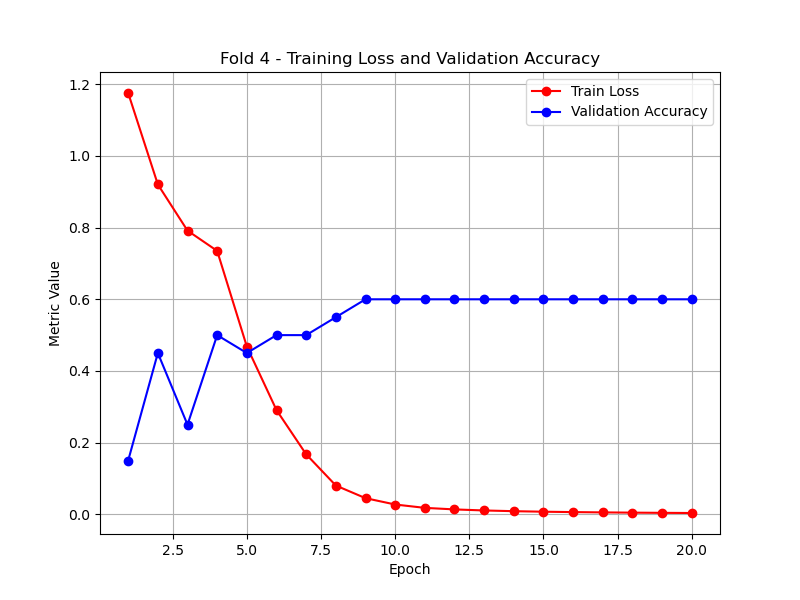 Fold 4 - Training Loss and Validation Accuracy
Train Loss
Validation Accuracy
Metric Value
1.2
1.0
0.8
0.6
0.4
0.2
0.0
2.5 5.0 7.5 10.0 12.5 15.0 17.5 20.0
Epoch